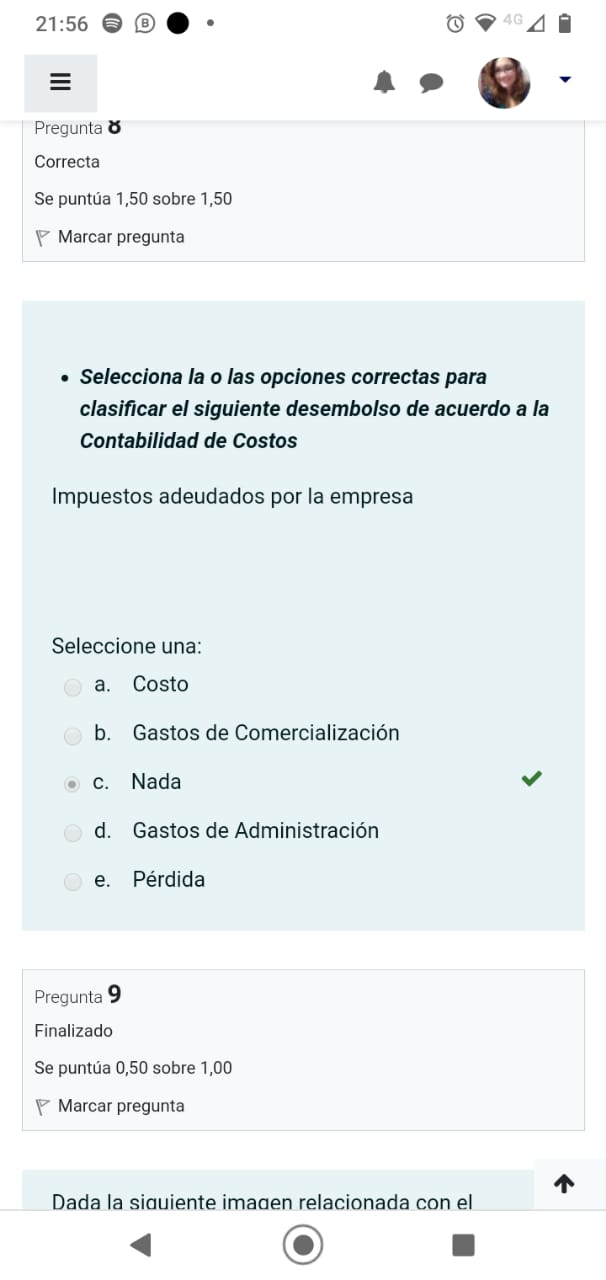 21:56
4G
Pregunta 8
Correcta
Se puntúa 1,50 sobre 1,50
Marcar pregunta
• Selecciona la o las opciones correctas para
clasificar el siguiente desembolso de acuerdo a la
Contabilidad de Costos
Impuestos adeudados por la empresa
Seleccione una:
a. Costo
b. Gastos de Comercialización
c. Nada
d. Gastos de Administración
e. Pérdida
Pregunta 9
Finalizado
Se puntúa 0,50 sobre 1,00
Marcar pregunta
Dada la siguiente imagen relacionada con el